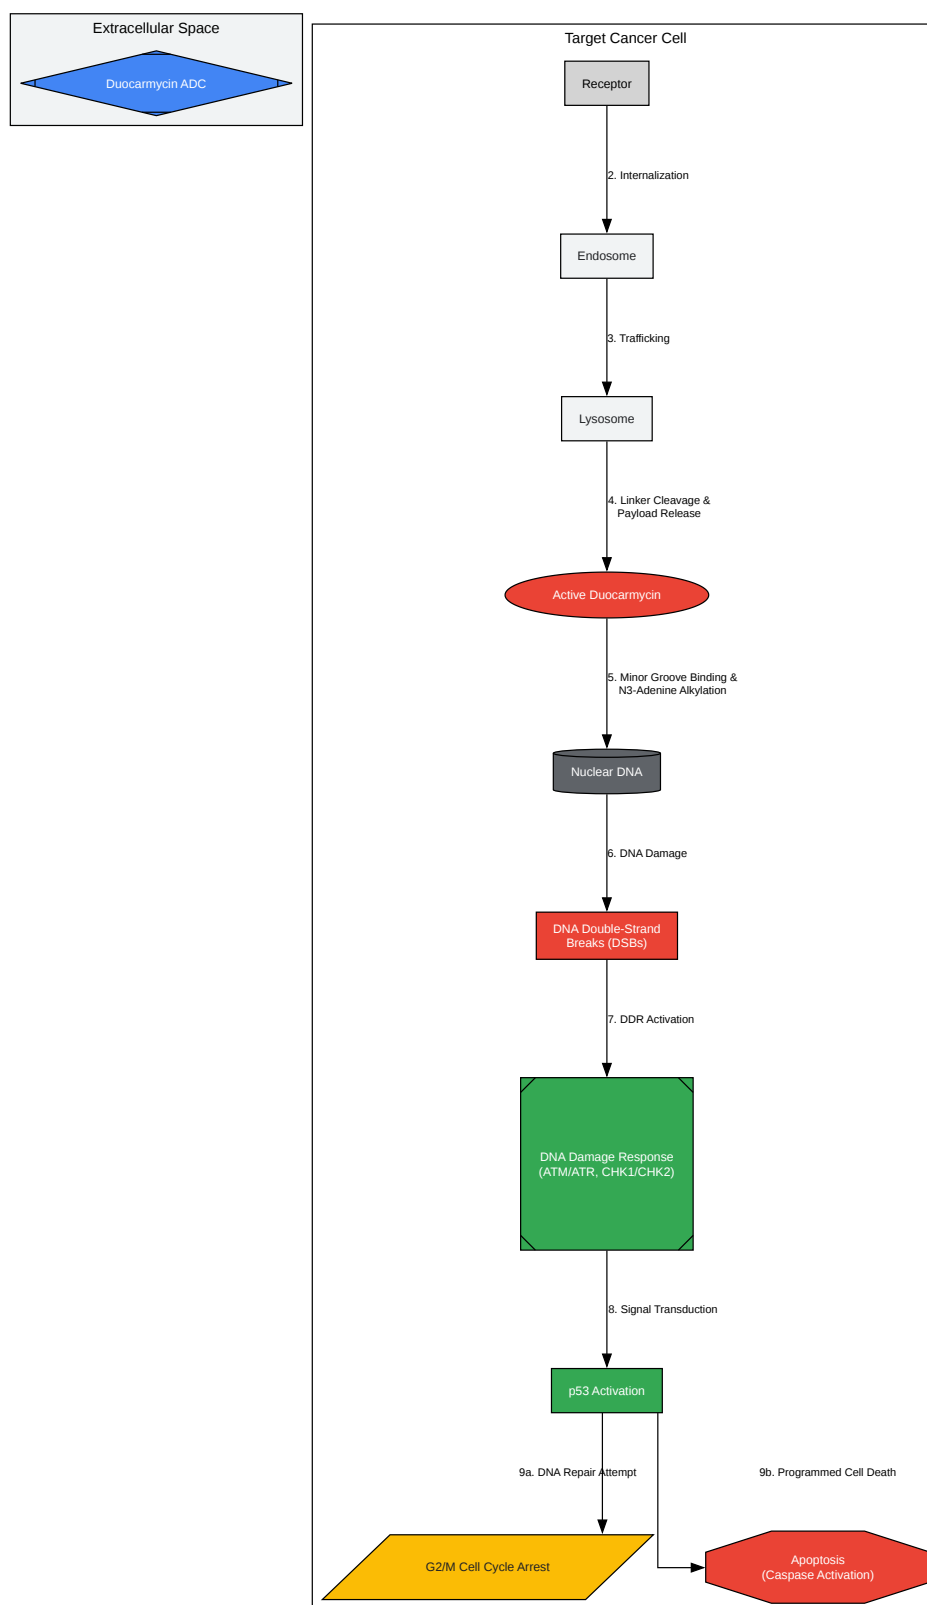 Extracellular Space
Duocarmycin ADC
Target Cancer Cell
Receptor
2. Internalization
Endosome
3. Trafficking
Lysosome
4. Linker Cleavage &
Payload Release
Active Duocarmycin
5. Minor Groove Binding &
N3-Adenine Alkylation
Nuclear DNA
6. DNA Damage
DNA Double-Strand
Breaks (DSBs)
7. DDR Activation
DNA Damage Response
(ATM/ATR, CHK1/CHK2)
8. Signal Transduction
p53 Activation
9a. DNA Repair Attempt
9b. Programmed Cell Death
G2/M Cell Cycle Arrest
Apoptosis
(Caspase Activation)